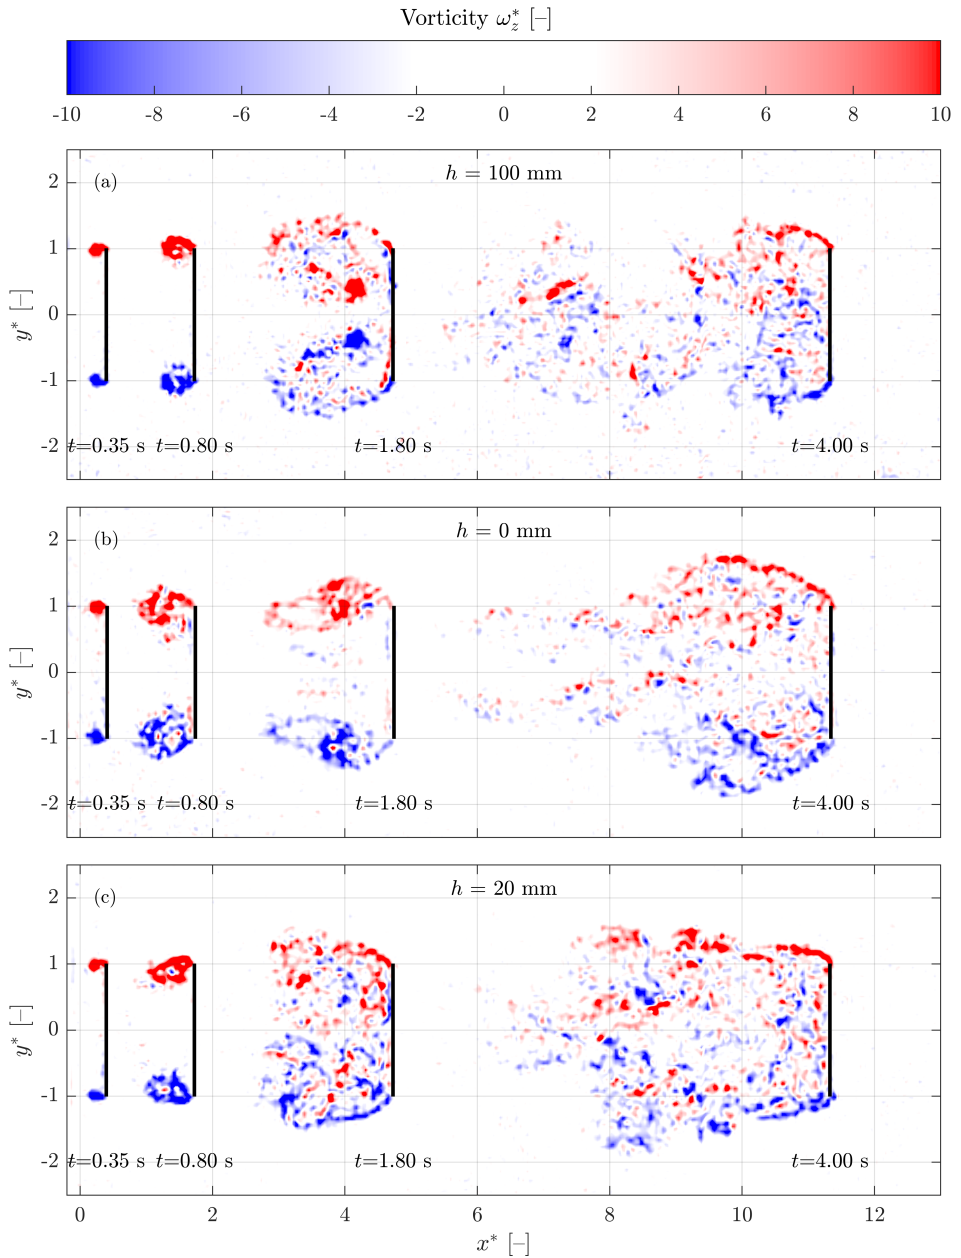 Vorticity ω*z [–]
-10 -8 -6 -4 -2 0 2 4 6 8 10
(a) h = 100 mm
2
1
0
-1
-2
y* [–]
t=0.35 s t=0.80 s t=1.80 s t=4.00 s
(b) h = 0 mm
2
1
0
-1
-2
y* [–]
t=0.35 s t=0.80 s t=1.80 s t=4.00 s
(c) h = 20 mm
2
1
0
-1
-2
y* [–]
t=0.35 s t=0.80 s t=1.80 s t=4.00 s
0 2 4 6 8 10 12
x* [–]